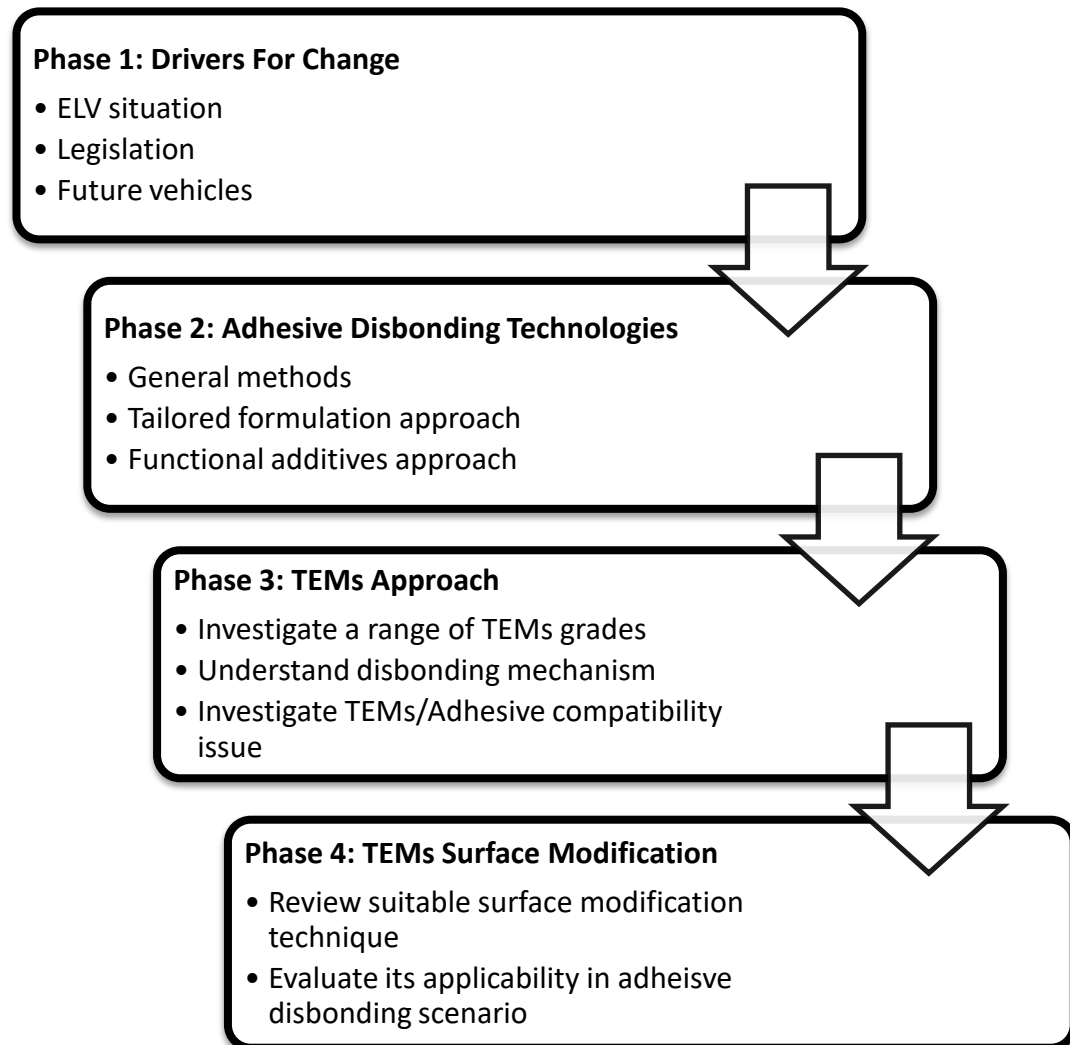 Phase 1: Drivers For Change
• ELV situation
• Legislation
• Future vehicles
Phase 2: Adhesive Disbonding Technologies
• General methods
• Tailored formulation approach
• Functional additives approach
Phase 3: TEMs Approach
• Investigate a range of TEMs grades
• Understand disbonding mechanism
• Investigate TEMs/Adhesive compatibility
issue
Phase 4: TEMs Surface Modification
• Review suitable surface modification
technique
• Evaluate its applicability in adheisve
disbonding scenario